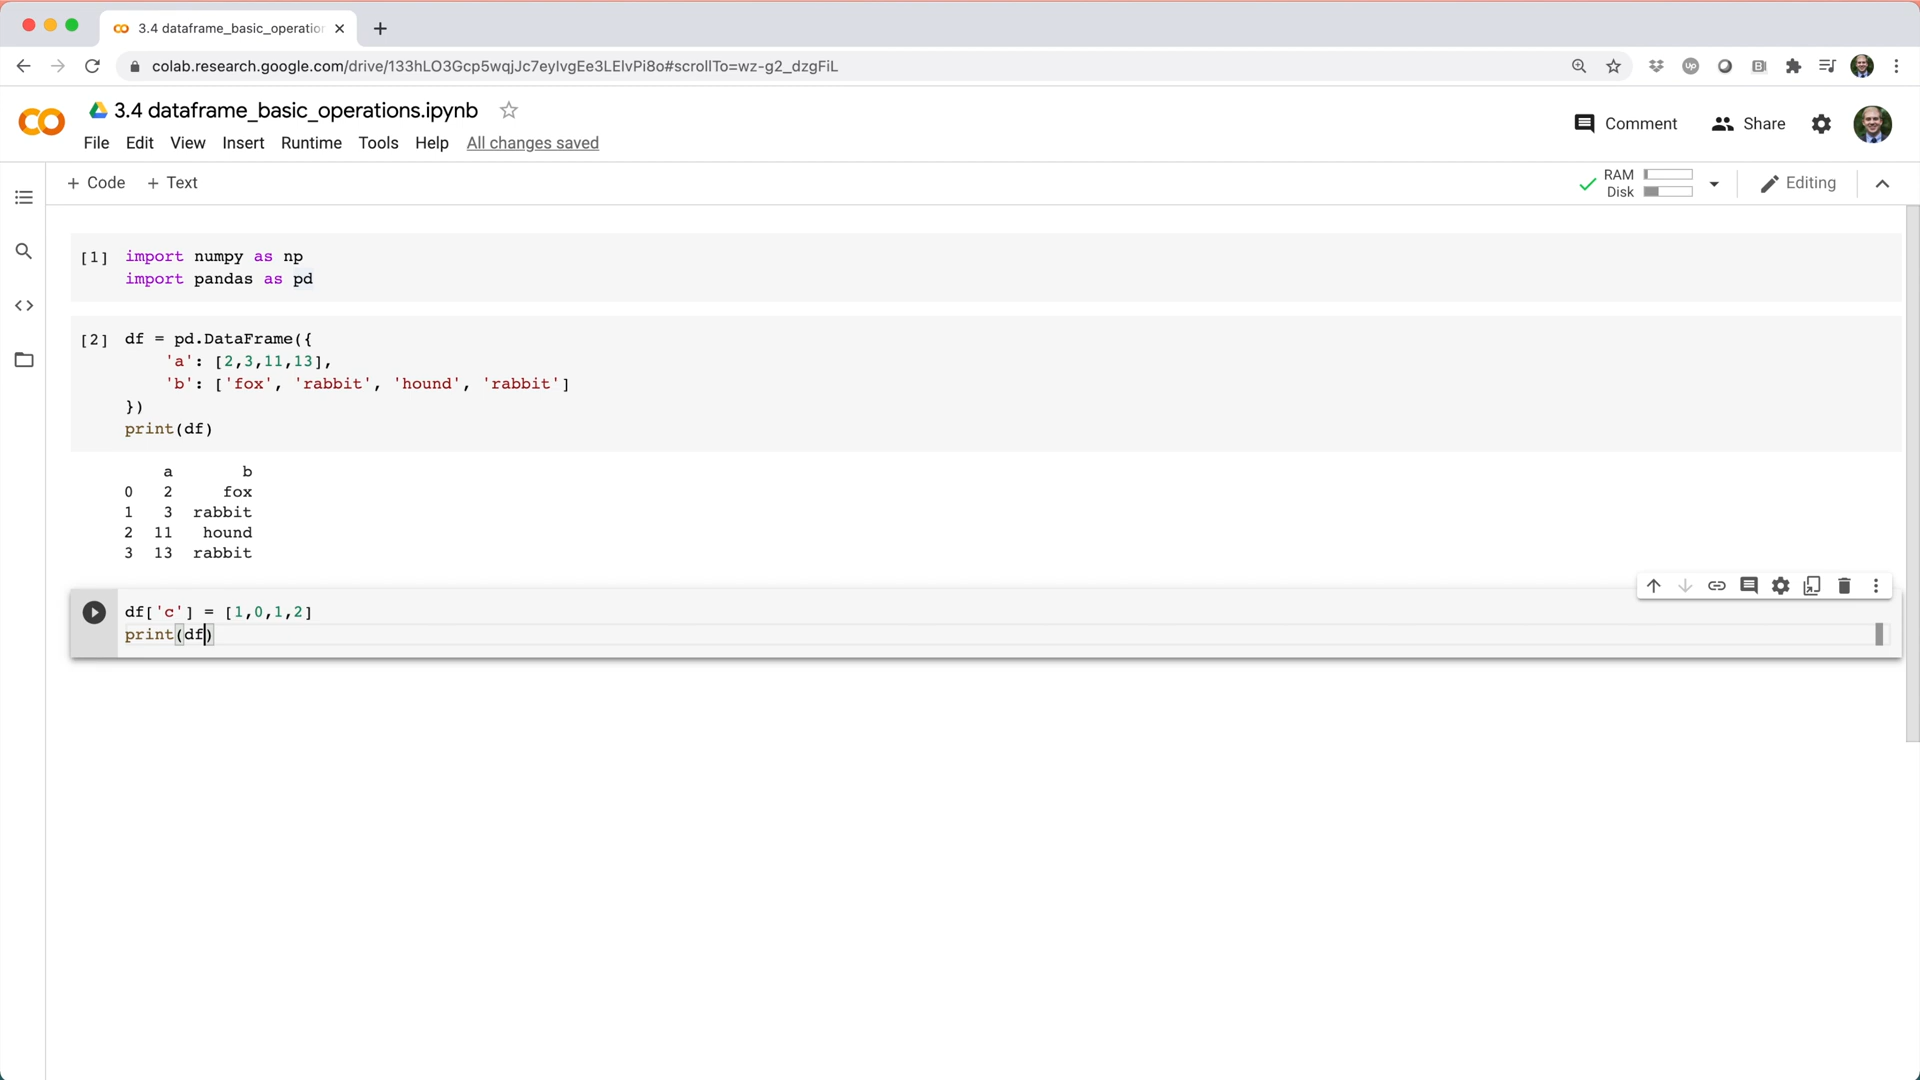 3.4 dataframe_basic_operatio
colab.research.google.com/drive/133hLO3Gcp5wqjJc7eyIvgEe3LElvPi8o#scrollTo=wz-g2_dzgFiL
3.4 dataframe_basic_operations.ipynb
Comment Share
File Edit View Insert Runtime Tools Help All changes saved
+ Code + Text
RAM
Disk
Editing
[1] import numpy as np
import pandas as pd
[2] df = pd.DataFrame({
'a': [2,3,11,13],
'b': ['fox', 'rabbit', 'hound', 'rabbit']
})
print(df)
a b
0 2 fox
1 3 rabbit
2 11 hound
3 13 rabbit
df['c'] = [1,0,1,2]
print(df)